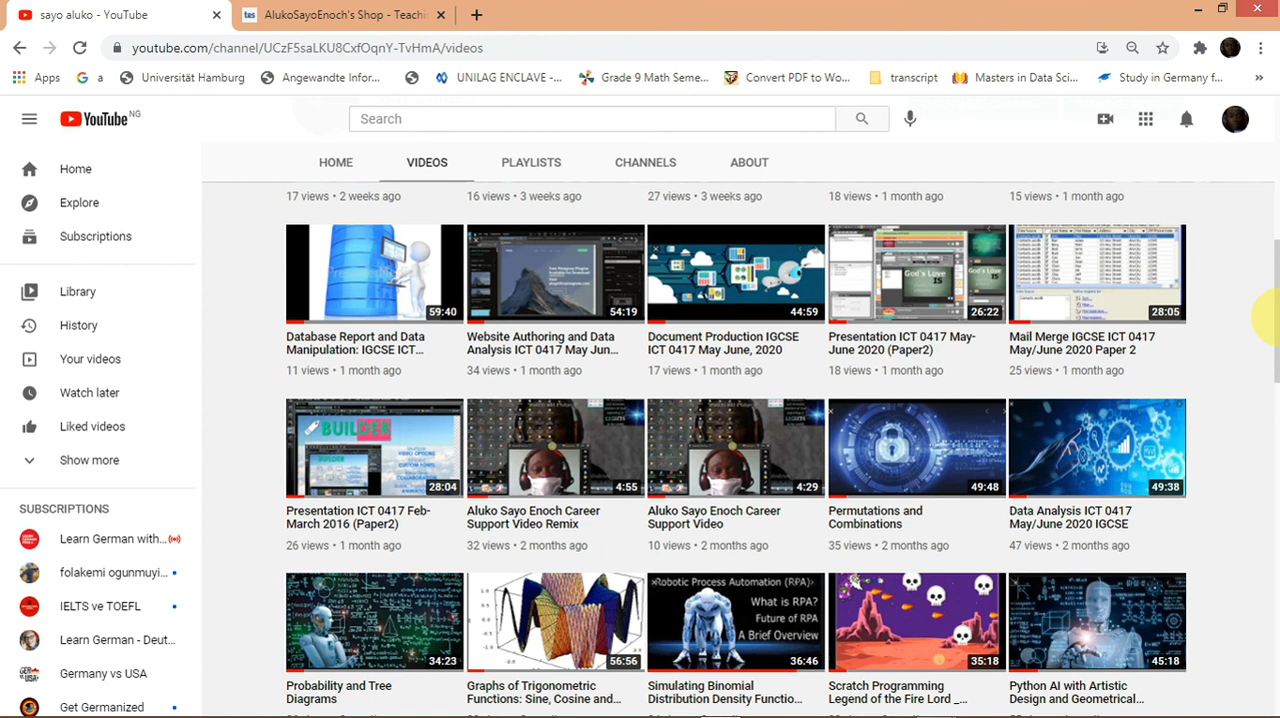 sayo aluko - YouTube
tes AlukoSayoEnoch's Shop - Teachi
youtube.com/channel/UCzF5saLKU8CxfOqnY-TvHmA/videos
Apps a Universität Hamburg Angewandte Infor... UNILAG ENCLAVE -... Grade 9 Math Seme... Convert PDF to Wo... transcript Masters in Data Sci... Study in Germany f... »
YouTube NG
Search
HOME VIDEOS PLAYLISTS CHANNELS ABOUT
Home
Explore
Subscriptions
Library
History
Your videos
Watch later
Liked videos
Show more
SUBSCRIPTIONS
Learn German with...
folakemi ogunmuyi...
IELTS ve TOEFL
Learn German - Deut...
Germany vs USA
Get Germanized
17 views • 2 weeks ago
16 views • 3 weeks ago
27 views • 3 weeks ago
18 views • 1 month ago
15 views • 1 month ago
59:40
Database Report and Data
Manipulation: IGCSE ICT...
11 views • 1 month ago
54:19
Website Authoring and Data
Analysis ICT 0417 May Jun...
34 views • 1 month ago
44:59
Document Production IGCSE
ICT 0417 May June, 2020
17 views • 1 month ago
God's Love
IS
26:22
Presentation ICT 0417 May-
June 2020 (Paper2)
18 views • 1 month ago
28:05
Mail Merge IGCSE ICT 0417
May/June 2020 Paper 2
25 views • 1 month ago
BUILDER
28:04
Presentation ICT 0417 Feb-
March 2016 (Paper2)
26 views • 1 month ago
4:55
Aluko Sayo Enoch Career
Support Video Remix
32 views • 2 months ago
4:29
Aluko Sayo Enoch Career
Support Video
10 views • 2 months ago
49:48
Permutations and
Combinations
35 views • 2 months ago
49:38
Data Analysis ICT 0417
May/June 2020 IGCSE
47 views • 2 months ago
34:23
Probability and Tree
Diagrams
56:56
Graphs of Trigonometric
Functions: Sine, Cosine and...
Robotic Process Automation (RPA)
What is RPA?
Future of RPA
A Brief Overview
36:46
Simulating Binomial
Distribution Density Functio...
35:18
Scratch Programming
Legend of the Fire Lord _...
45:18
Python AI with Artistic
Design and Geometrical...